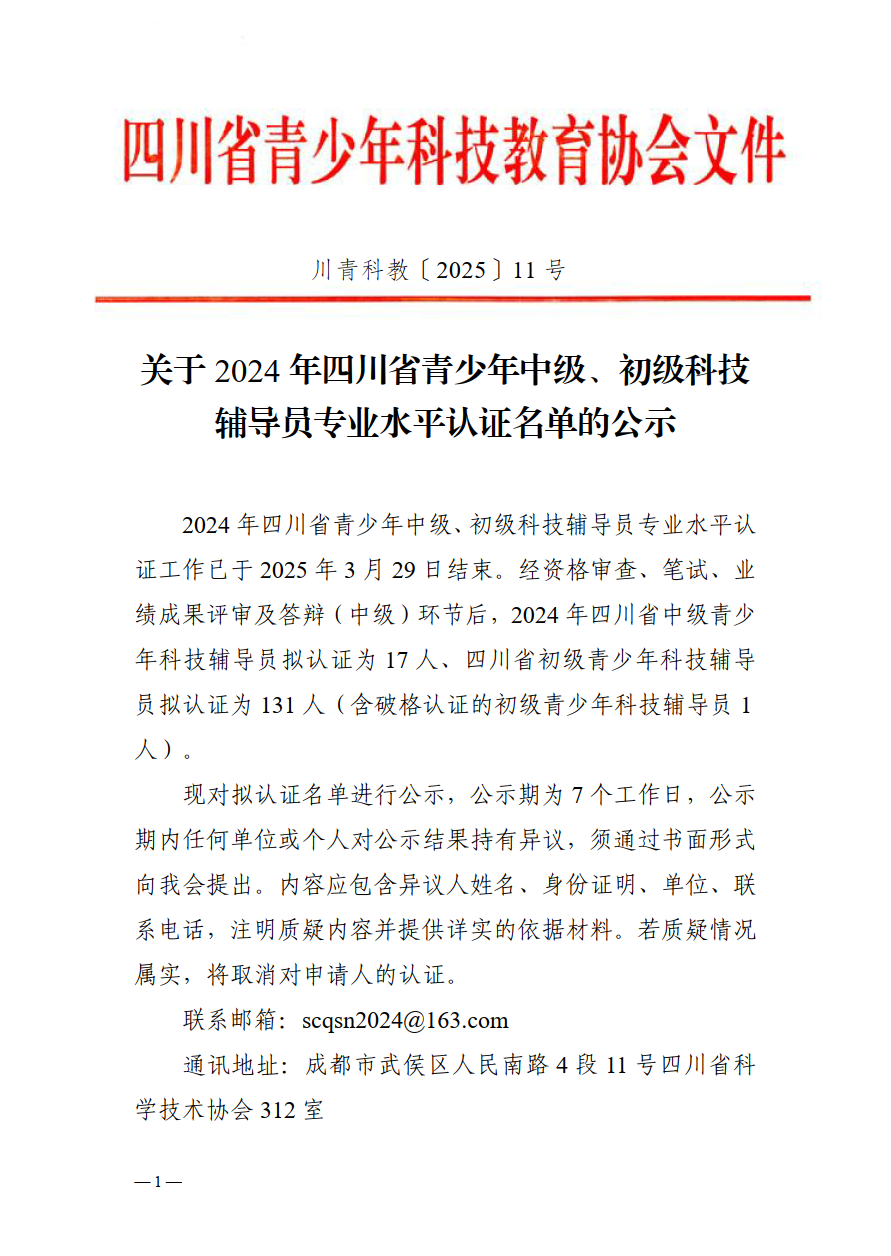 四川省青少年科技教育协会文件
川青科教〔2025〕11 号
关于 2024 年四川省青少年中级、初级科技
辅导员专业水平认证名单的公示
2024 年四川省青少年中级、初级科技辅导员专业水平认
证工作已于 2025 年 3 月 29 日结束。经资格审查、笔试、业
绩成果评审及答辩（中级）环节后，2024 年四川省中级青少
年科技辅导员拟认证为 17 人、四川省初级青少年科技辅导
员拟认证为 131 人（含破格认证的初级青少年科技辅导员 1
人）。
现对拟认证名单进行公示，公示期为 7 个工作日，公示
期内任何单位或个人对公示结果持有异议，须通过书面形式
向我会提出。内容应包含异议人姓名、身份证明、单位、联
系电话，注明质疑内容并提供详实的依据材料。若质疑情况
属实，将取消对申请人的认证。
联系邮箱：scqsn2024@163.com
通讯地址：成都市武侯区人民南路 4 段 11 号四川省科
学技术协会 312 室
— 1 —